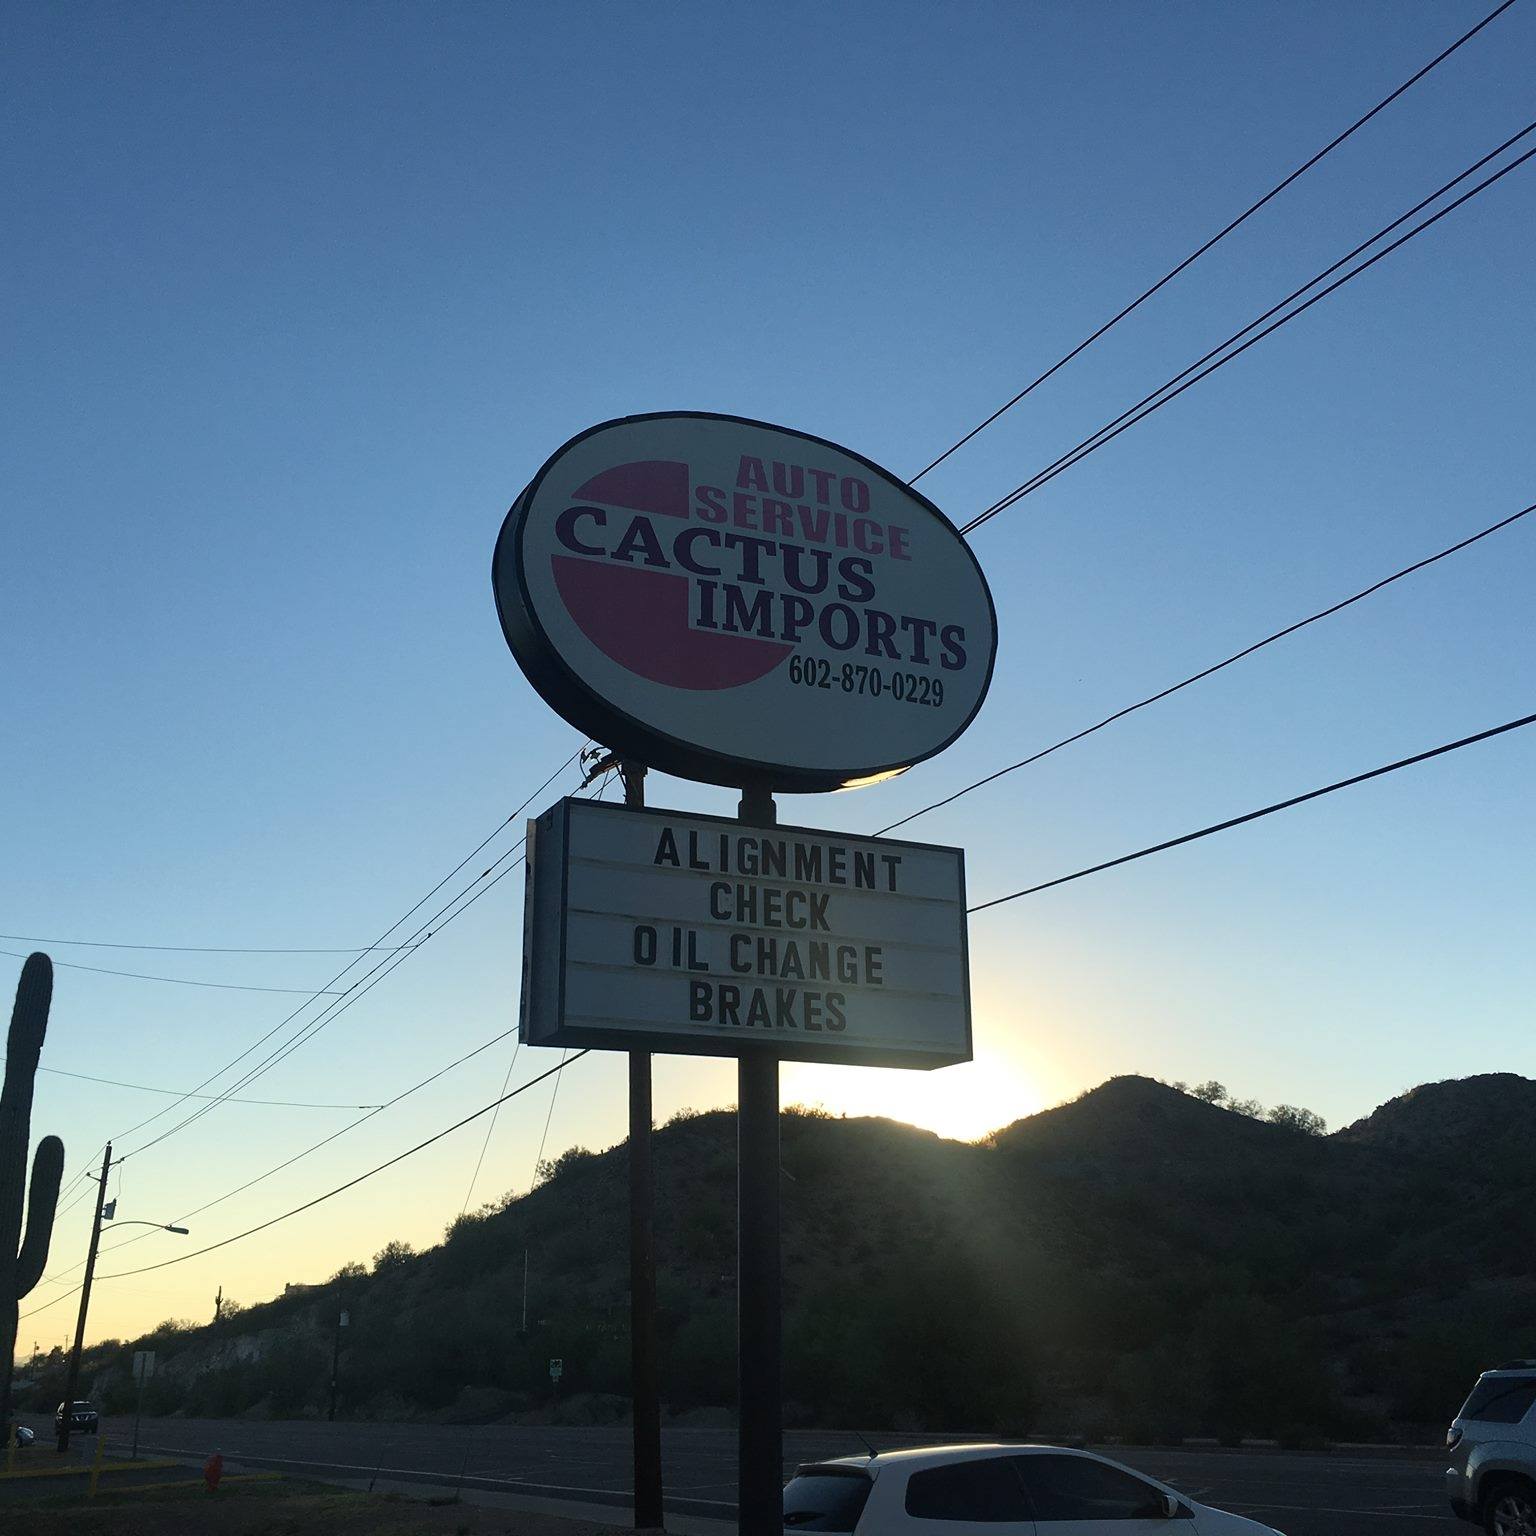 AUTO
SERVICE
CACTUS
IMPORTS
602-870-0229
ALIGNMENT
CHECK
OIL CHANGE
BRAKES